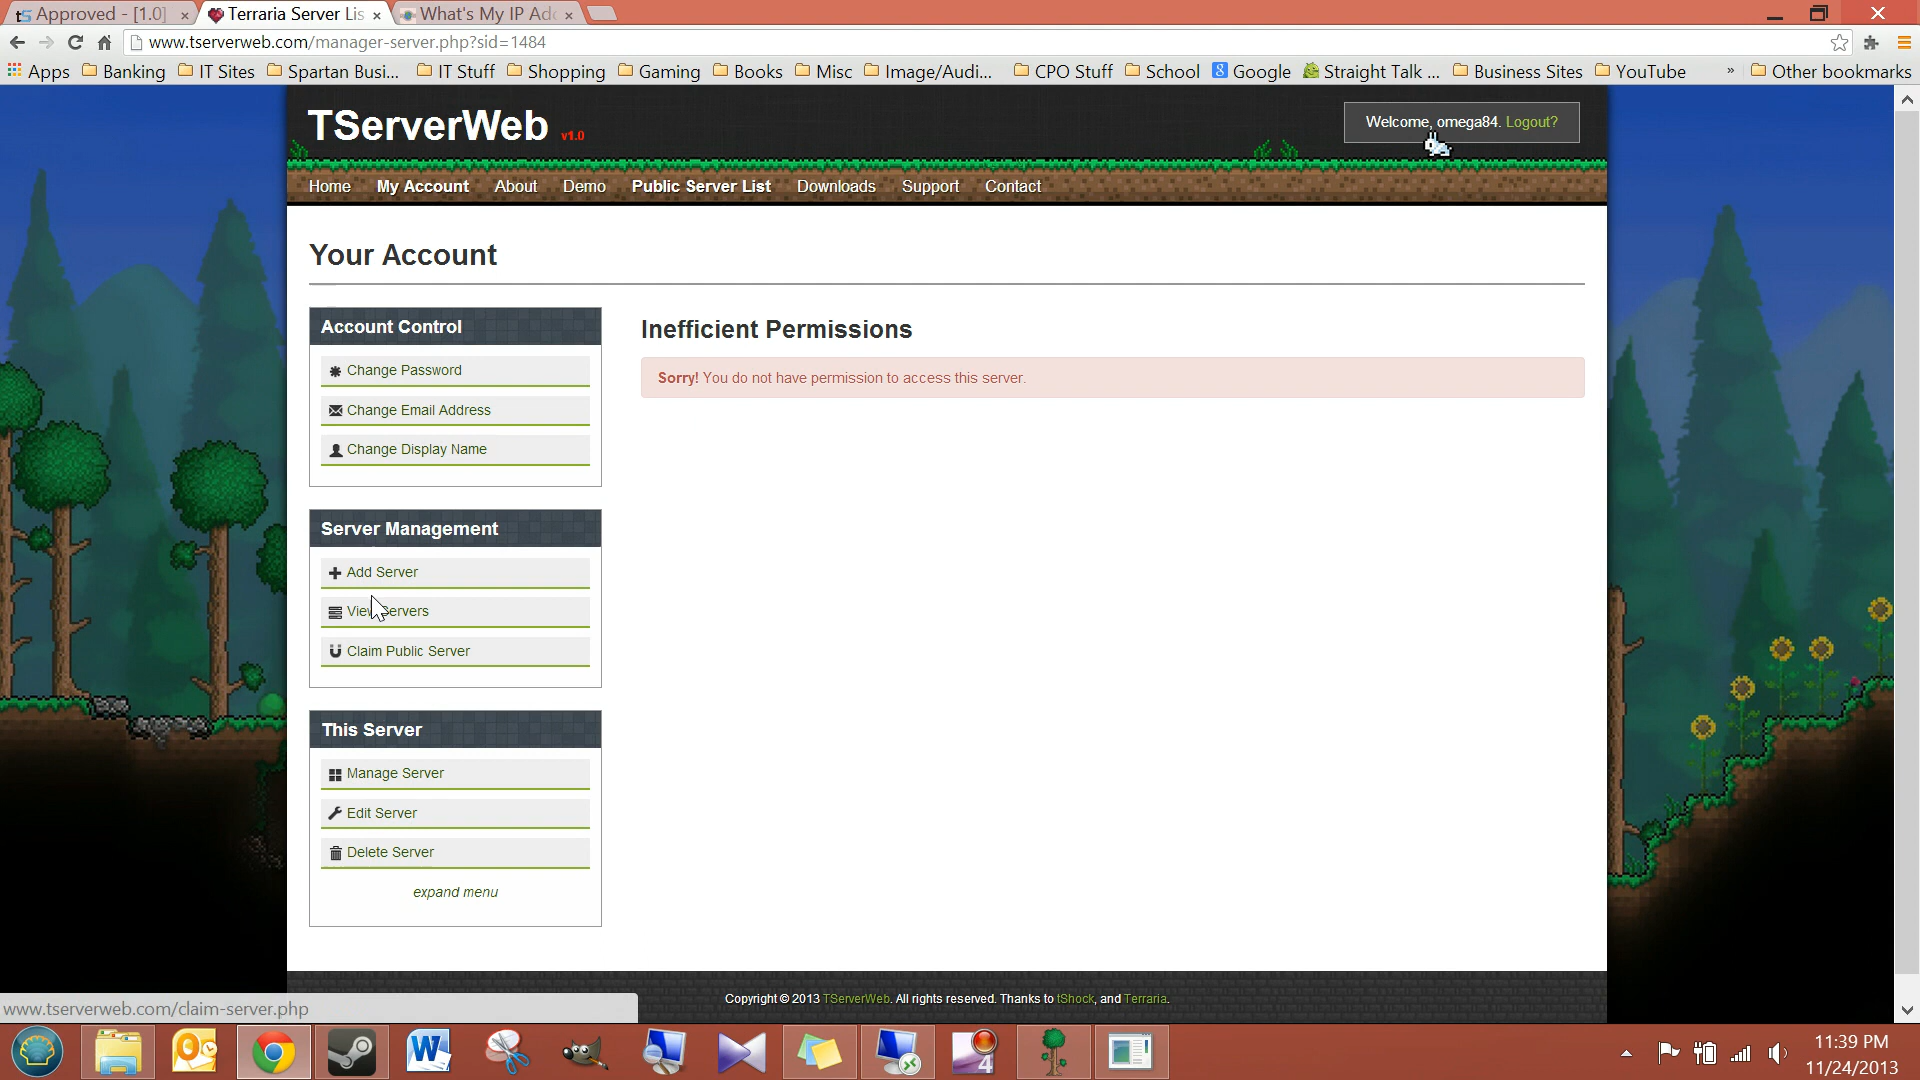 Approved - [1.0]
Terraria Server Lis
What's My IP Add
www.tserverweb.com/manager-server.php?sid=1484
Apps Banking IT Sites Spartan Busi... IT Stuff Shopping Gaming Books Misc Image/Audi... CPO Stuff School Google Straight Talk ... Business Sites YouTube » Other bookmarks
TServerWeb v1.0
Welcome, omega84. Logout?
Home My Account About Demo Public Server List Downloads Support Contact
Your Account
Account Control
Change Password
Change Email Address
Change Display Name
Server Management
Add Server
View Servers
Claim Public Server
This Server
Manage Server
Edit Server
Delete Server
expand menu
Inefficient Permissions
Sorry! You do not have permission to access this server.
Copyright © 2013 TServerWeb. All rights reserved. Thanks to tShock, and Terraria.
www.tserverweb.com/claim-server.php
11:39 PM
11/24/2013